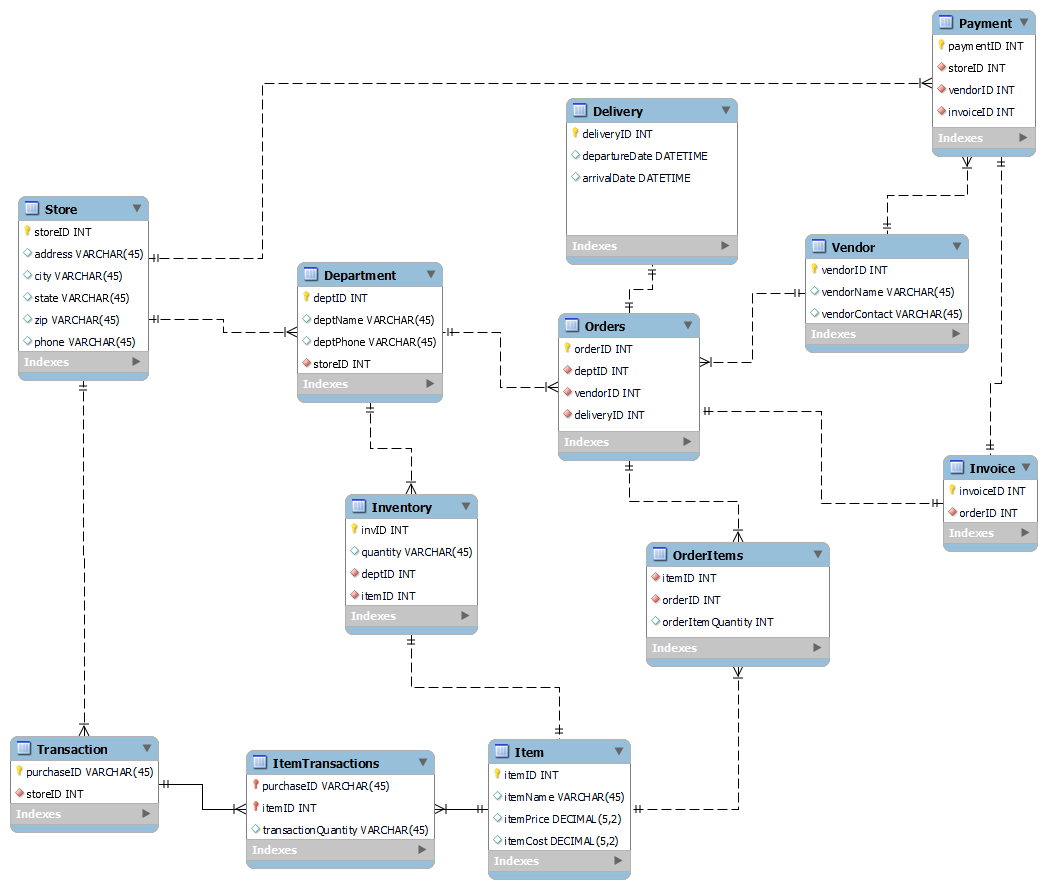 Payment
paymentID INT
storeID INT
vendorID INT
invoiceID INT
Indexes
Delivery
deliveryID INT
departureDate DATETIME
arrivalDate DATETIME
Indexes
Store
storeID INT
address VARCHAR(45)
city VARCHAR(45)
state VARCHAR(45)
zip VARCHAR(45)
phone VARCHAR(45)
Indexes
Department
deptID INT
deptName VARCHAR(45)
deptPhone VARCHAR(45)
storeID INT
Indexes
Vendor
vendorID INT
vendorName VARCHAR(45)
vendorContact VARCHAR(45)
Indexes
Orders
orderID INT
deptID INT
vendorID INT
deliveryID INT
Indexes
Invoice
invoiceID INT
orderID INT
Indexes
Inventory
invID INT
quantity VARCHAR(45)
deptID INT
itemID INT
Indexes
OrderItems
itemID INT
orderID INT
orderItemQuantity INT
Indexes
Transaction
purchaseID VARCHAR(45)
storeID INT
Indexes
ItemTransactions
purchaseID VARCHAR(45)
itemID INT
transactionQuantity VARCHAR(45)
Indexes
Item
itemID INT
itemName VARCHAR(45)
itemPrice DECIMAL(5,2)
itemCost DECIMAL(5,2)
Indexes